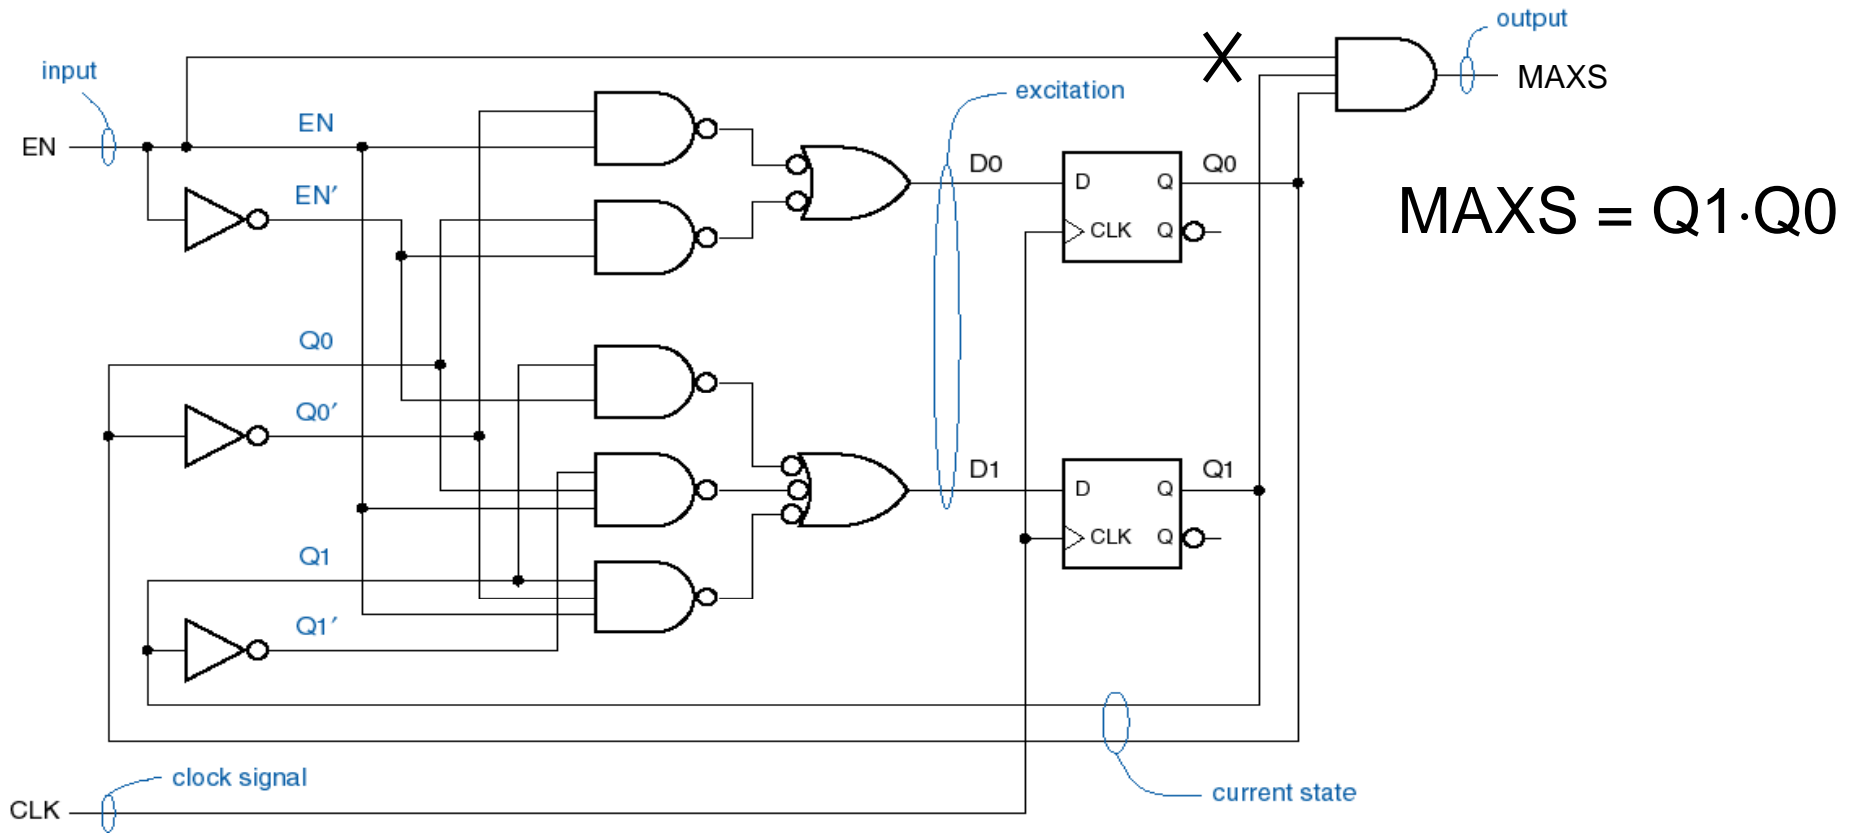 output
input
MAXS
excitation
EN
EN
D0
Q0
D Q
EN′
MAXS = Q1·Q0
CLK Q
Q0
Q0′
D1
Q1
D Q
CLK Q
Q1
Q1′
clock signal
current state
CLK